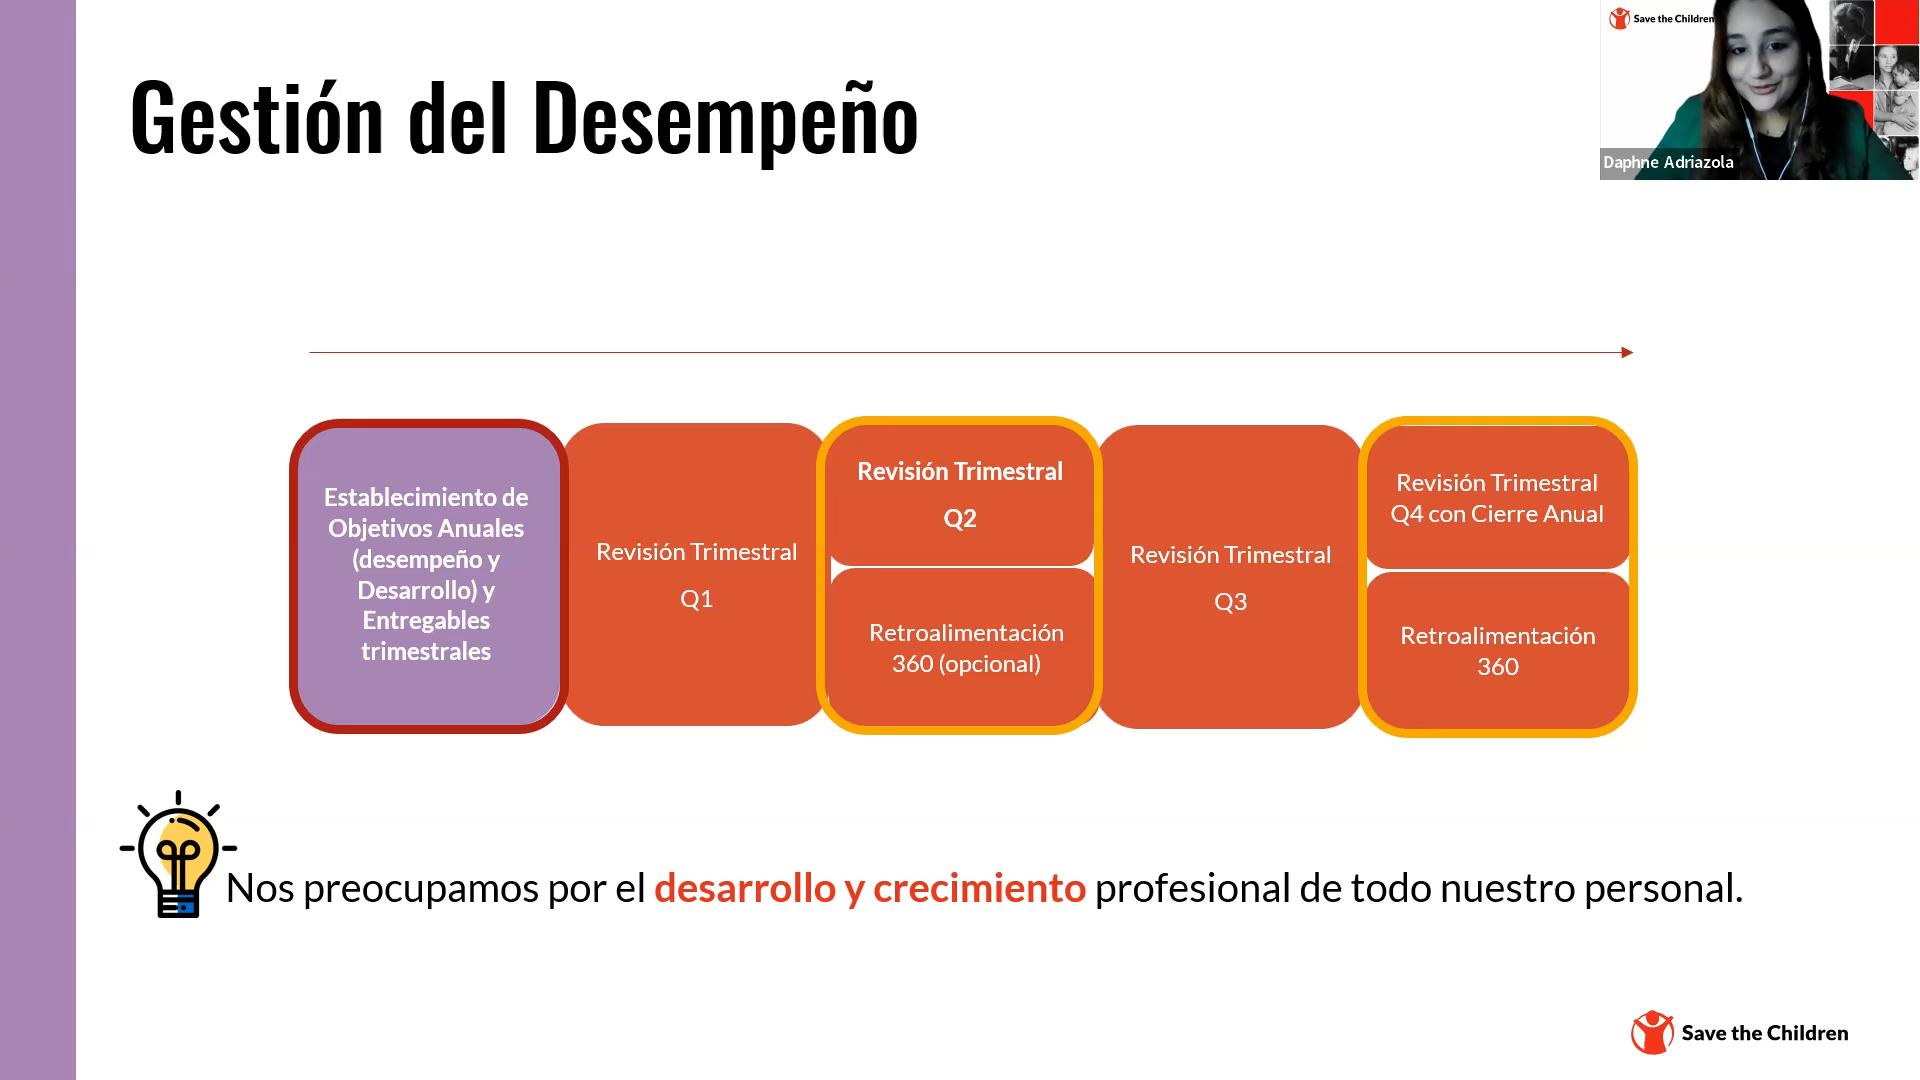 Gestión del Desempeño
Save the Children
Daphne Adriazola
Establecimiento de
Objetivos Anuales
(desempeño y
Desarrollo) y
Entregables
trimestrales
Revisión Trimestral
Q1
Revisión Trimestral
Q2
Retroalimentación
360 (opcional)
Revisión Trimestral
Q3
Revisión Trimestral
Q4 con Cierre Anual
Retroalimentación
360
Nos preocupamos por el desarrollo y crecimiento profesional de todo nuestro personal.
Save the Children